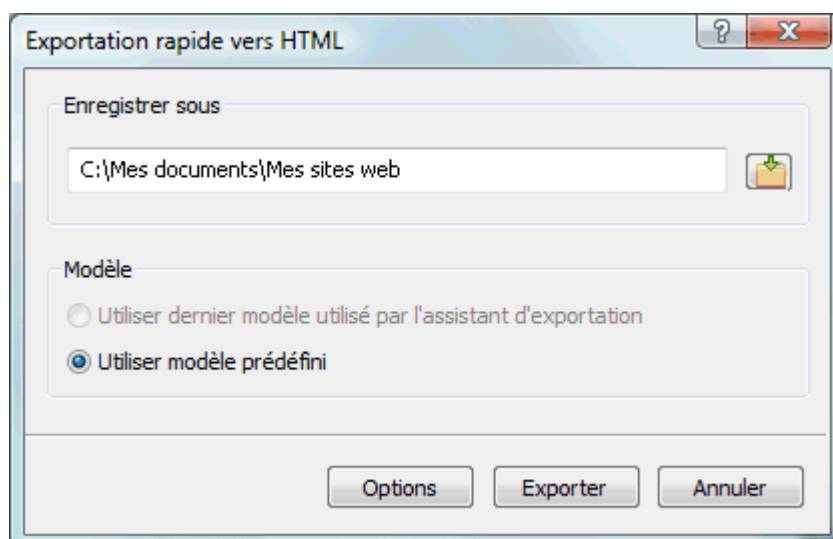 Exportation rapide vers HTML
?
Enregistrer sous
C:\Mes documents\Mes sites web
Modèle
Utiliser dernier modèle utilisé par l'assistant d'exportation
Utiliser modèle prédéfini
Options Exporter Annuler